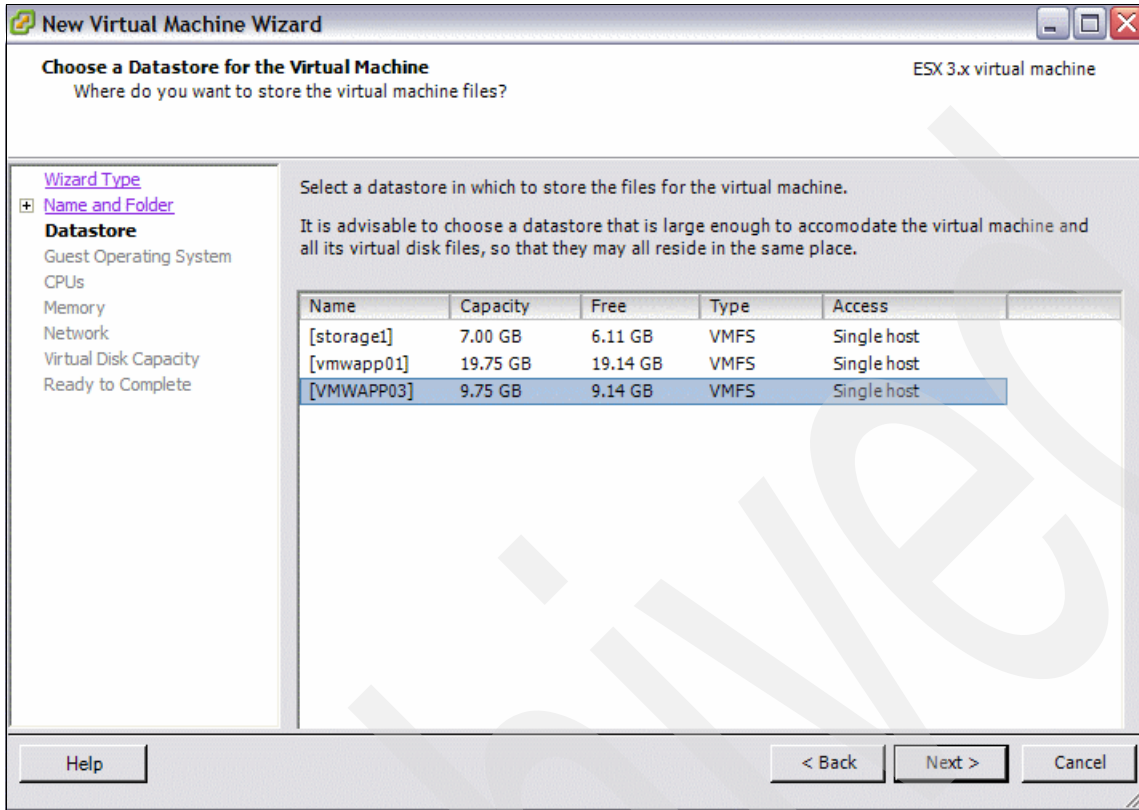 New Virtual Machine Wizard
Choose a Datastore for the Virtual Machine
ESX 3.x virtual machine
Where do you want to store the virtual machine files?
Wizard Type
Name and Folder
Datastore
Guest Operating System
CPUs
Memory
Network
Virtual Disk Capacity
Ready to Complete
Select a datastore in which to store the files for the virtual machine.
It is advisable to choose a datastore that is large enough to accomodate the virtual machine and
all its virtual disk files, so that they may all reside in the same place.
Name Capacity Free Type Access
[storage1] 7.00 GB 6.11 GB VMFS Single host
[vmwapp01] 19.75 GB 19.14 GB VMFS Single host
[VMWAPP03] 9.75 GB 9.14 GB VMFS Single host
Help < Back Next > Cancel